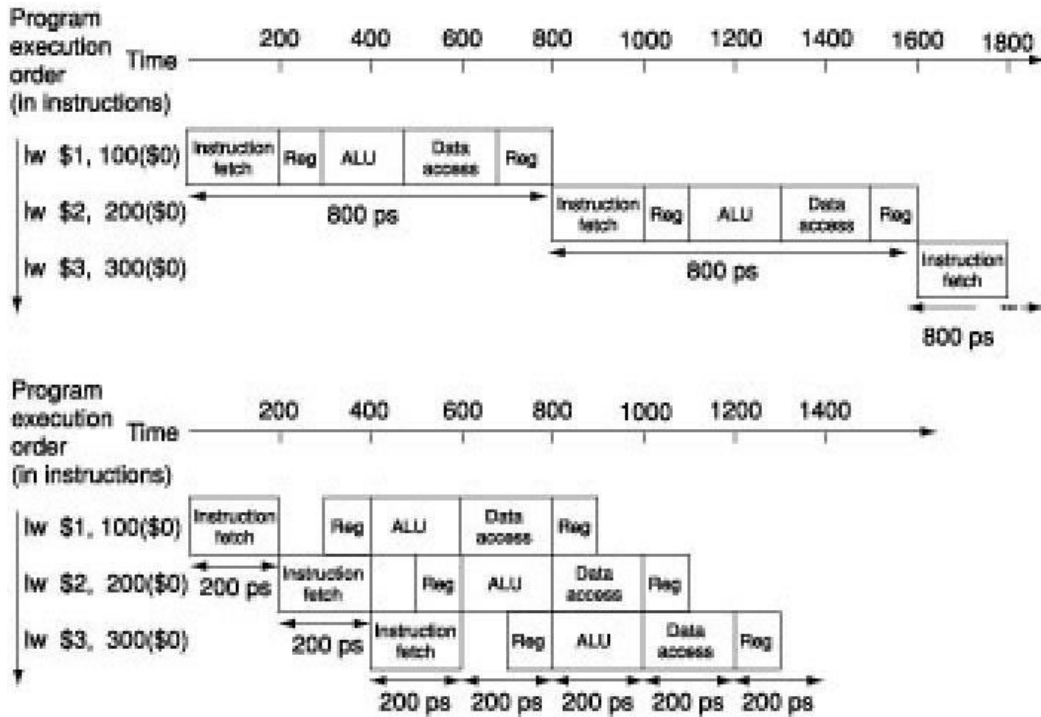 Program
execution
order
(in instructions)
Time
200 400 600 800 1000 1200 1400 1600 1800
lw $1, 100($0)
Instruction
fetch
Reg
ALU
Data
access
Reg
800 ps
lw $2, 200($0)
Instruction
fetch
Reg
ALU
Data
access
Reg
800 ps
lw $3, 300($0)
Instruction
fetch
...
800 ps
Program
execution
order
(in instructions)
Time
200 400 600 800 1000 1200 1400
lw $1, 100($0)
Instruction
fetch
Reg
ALU
Data
access
Reg
200 ps
lw $2, 200($0)
Instruction
fetch
Reg
ALU
Data
access
Reg
200 ps
lw $3, 300($0)
Instruction
fetch
Reg
ALU
Data
access
Reg
200 ps 200 ps 200 ps 200 ps 200 ps